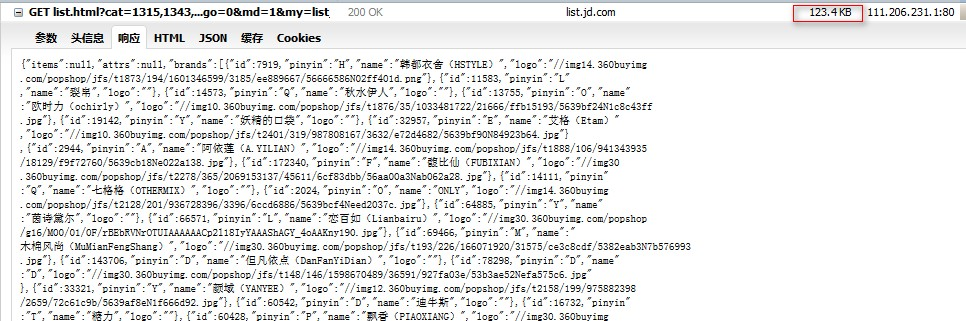 GET list.html?cat=1315,1343,...go=0&md=1&my=list 200 OK list.jd.com 123.4 KB 111.206.231.1:80
参数 头信息 响应 HTML JSON 缓存 Cookies
{"items":null,"attrs":null,"brands":[{"id":7919,"pinyin":"H","name":"韩都衣舍（HSTYLE）","logo":"//img14.360buyimg
.com/popshop/jfs/t1873/194/1601346599/3185/ee889667/56666586N02ff401d.png"},{"id":11583,"pinyin":"L"
,"name":"裂帛","logo":""},{"id":14573,"pinyin":"Q","name":"秋水伊人","logo":""},{"id":13755,"pinyin":"O","name"
:"欧时力（ochirly）","logo":"//img10.360buyimg.com/popshop/jfs/t1876/35/1033481722/21666/ffb15193/5639bf24N1c8c43ff
.jpg"},{"id":19142,"pinyin":"Y","name":"妖精的口袋","logo":""},{"id":32957,"pinyin":"E","name":"艾格（Etam）"
,"logo":"//img10.360buyimg.com/popshop/jfs/t2401/319/987808167/3632/e72d4682/5639bf90N84923b64.jpg"}
,{"id":2944,"pinyin":"A","name":"阿依莲（A.YILIAN）","logo":"//img14.360buyimg.com/popshop/jfs/t1888/106/941343935
/18129/f9f72760/5639cb18Ne022a138.jpg"},{"id":172340,"pinyin":"F","name":"馥比仙（FUBIXIAN）","logo":"//img30
.360buyimg.com/popshop/jfs/t2278/365/2069153137/45611/6cf83dbb/56aa00a3Nab062a28.jpg"},{"id":14111,"pinyin"
:"Q","name":"七格格（OTHERMIX）","logo":""},{"id":2024,"pinyin":"O","name":"ONLY","logo":"//img14.360buyimg
.com/popshop/jfs/t2128/201/936728396/3396/6ccd6886/5639bcf4Need2037c.jpg"},{"id":64885,"pinyin":"Y","name"
:"茵诗黛尔","logo":""},{"id":66571,"pinyin":"L","name":"恋百如（Lianbairu）","logo":"//img30.360buyimg.com/popshop
/g16/M00/01/0F/rBEbRVNrOTUIAAAAAACp2l18IyYAAAShAGY_4oAAKny190.jpg"},{"id":69466,"pinyin":"M","name":"
木棉风尚（MuMianFengShang）","logo":"//img30.360buyimg.com/popshop/jfs/t193/226/166071920/31575/ce3c8cdf/5382eab3N7b576993
.jpg"},{"id":143706,"pinyin":"D","name":"但凡依点（DanFanYiDian）","logo":""},{"id":78298,"pinyin":"D","name"
:"D","logo":"//img30.360buyimg.com/popshop/jfs/t148/146/1598670489/36591/927fa03e/53b3ae52Nefa575c6.jpg"
},{"id":33321,"pinyin":"Y","name":"颜域（YANYEE）","logo":"//img12.360buyimg.com/popshop/jfs/t2158/199/975882398
/2659/72c61c9b/5639af8eN1f666d92.jpg"},{"id":60542,"pinyin":"D","name":"迪牛斯","logo":""},{"id":16732,"pinyin"
:"T","name":"糖力","logo":""},{"id":60428,"pinyin":"P","name":"飘香（PIAOXIANG）","logo":"//img30.360buyimg